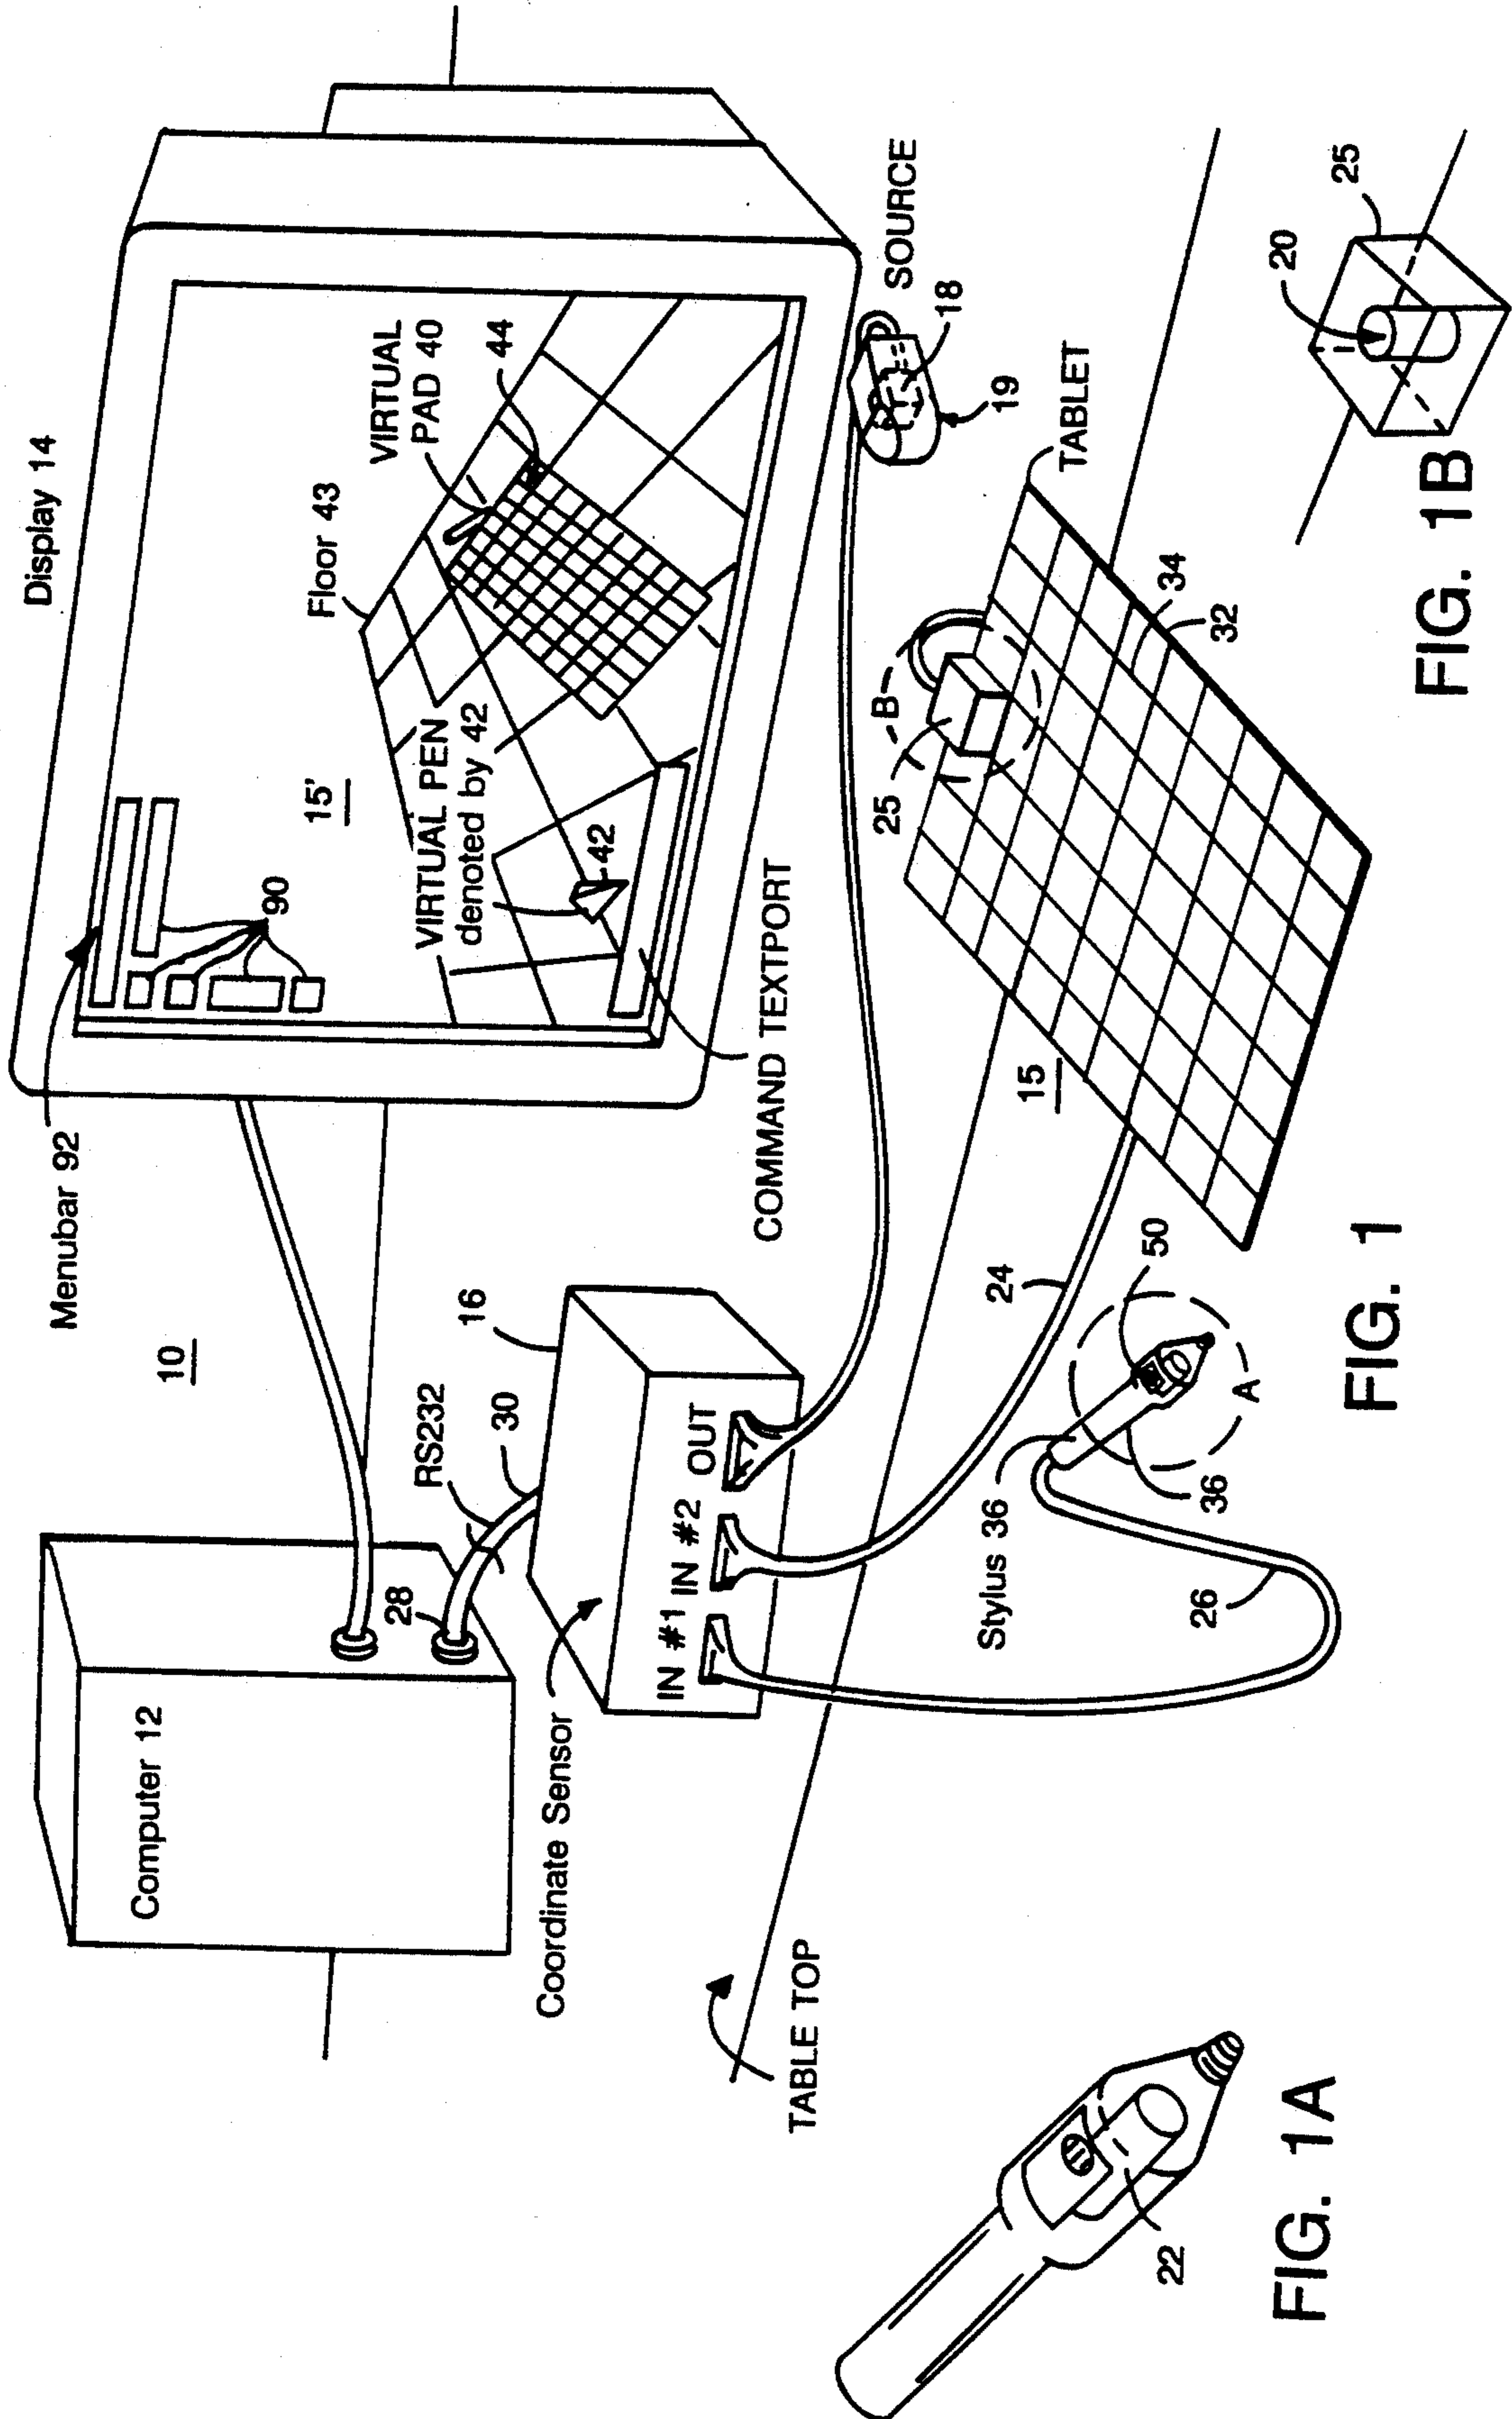 Display 14
Menubar 92
10
Computer 12
28
RS232
30
16
Coordinate Sensor
IN #1
IN #2
OUT
TABLE TOP
90
15'
Floor 43
VIRTUAL
PAD 40
44
VIRTUAL PEN
denoted by 42
42
COMMAND TEXTPORT
SOURCE
18
19
TABLET
25
B
34
32
15
24
50
A
Stylus 36
36
26
FIG. 1
22
FIG. 1A
20
25
FIG. 1B